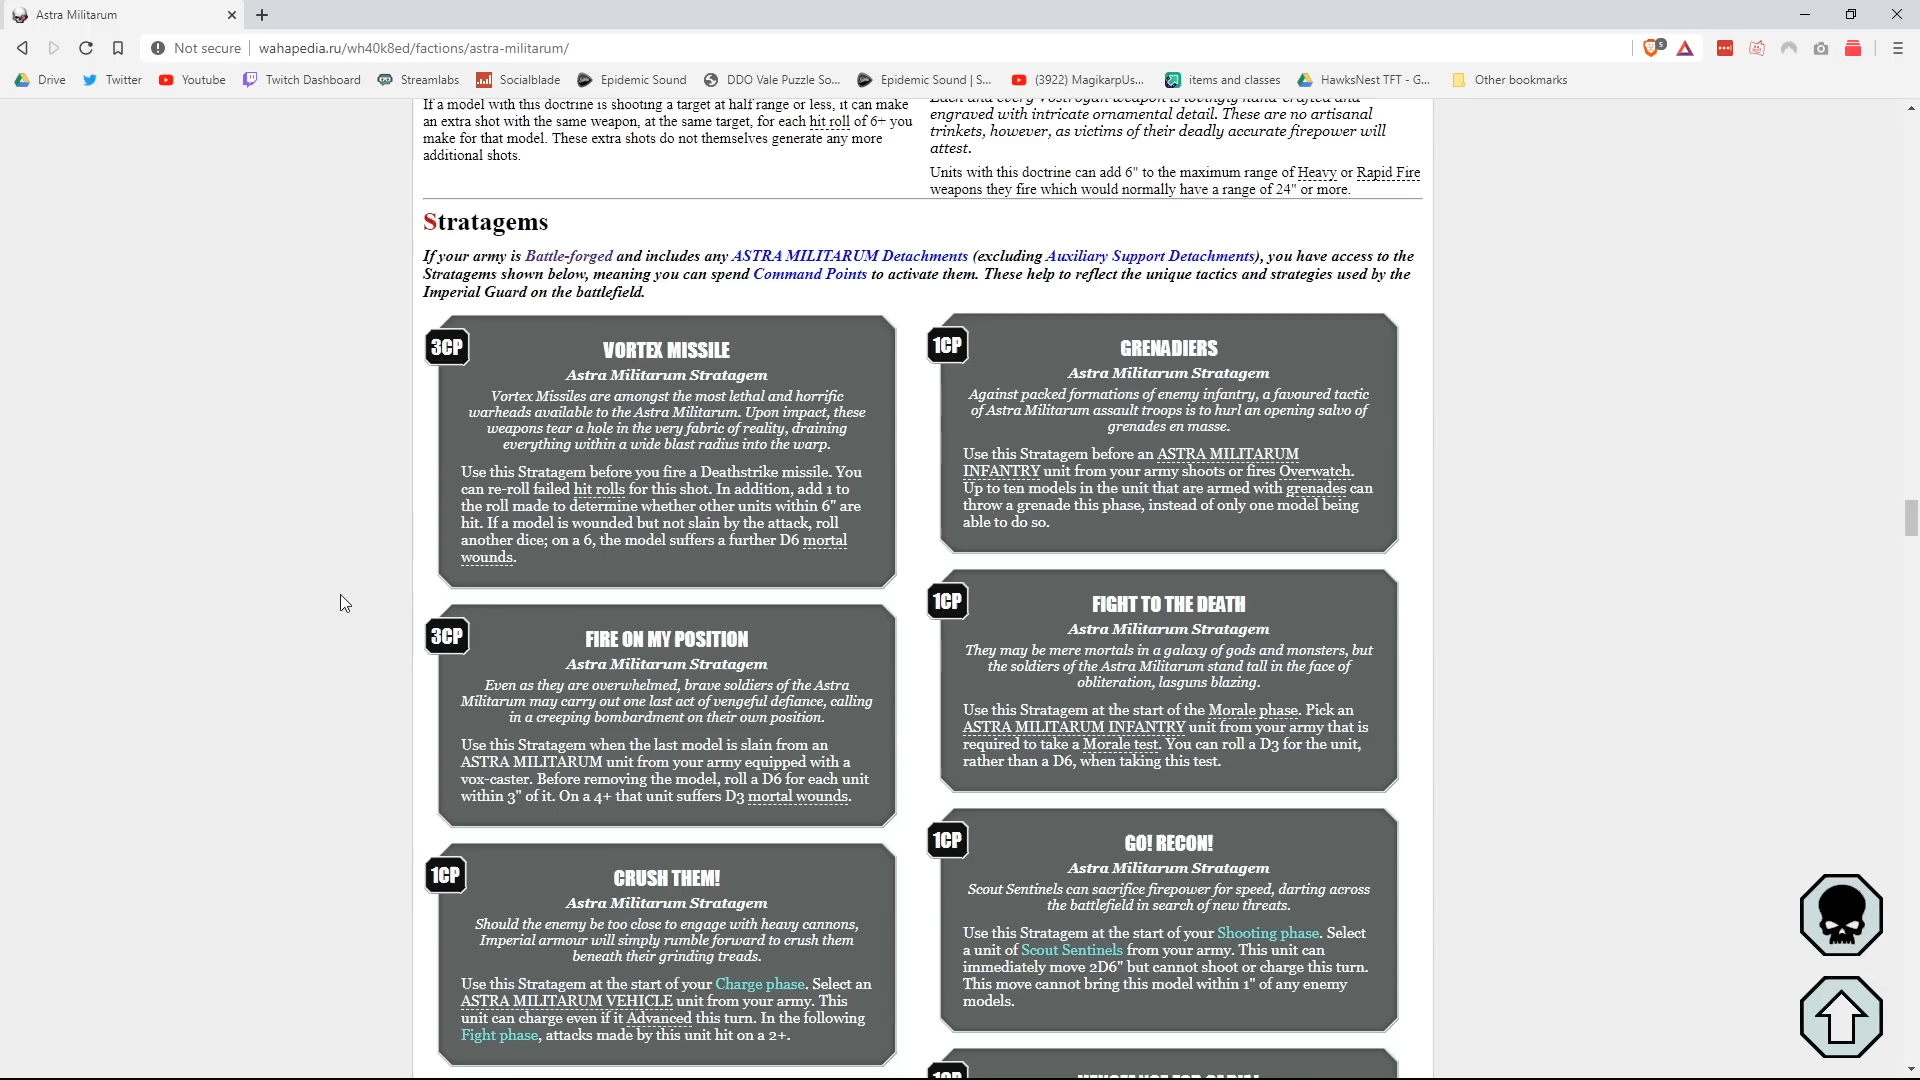 Astra Militarum
Not secure
wahapedia.ru/wh40k8ed/factions/astra-militarum/
5
Drive
Twitter
Youtube
Twitch Dashboard
Streamlabs
Socialblade
Epidemic Sound
DDO Vale Puzzle So...
Epidemic Sound | S...
(3922) MagikarpUs...
items and classes
HawksNest TFT - G...
Other bookmarks
If a model with this doctrine is shooting a target at half range or less, it can make
an extra shot with the same weapon, at the same target, for each hit roll of 6+ you
make for that model. These extra shots do not themselves generate any more
additional shots.
Each and every Vostroyan weapon is lovingly hand-crafted and
engraved with intricate ornamental detail. These are no artisanal
trinkets, however, as victims of their deadly accurate firepower will
attest.
Units with this doctrine can add 6" to the maximum range of Heavy or Rapid Fire
weapons they fire which would normally have a range of 24" or more.
Stratagems
If your army is Battle-forged and includes any ASTRA MILITARUM Detachments (excluding Auxiliary Support Detachments), you have access to the
Stratagems shown below, meaning you can spend Command Points to activate them. These help to reflect the unique tactics and strategies used by the
Imperial Guard on the battlefield.
3CP
VORTEX MISSILE
Astra Militarum Stratagem
Vortex Missiles are amongst the most lethal and horrific
warheads available to the Astra Militarum. Upon impact, these
weapons tear a hole in the very fabric of reality, draining
everything within a wide blast radius into the warp.
Use this Stratagem before you fire a Deathstrike missile. You
can re-roll failed hit rolls for this shot. In addition, add 1 to
the roll made to determine whether other units within 6" are
hit. If a model is wounded but not slain by the attack, roll
another dice; on a 6, the model suffers a further D6 mortal
wounds.
3CP
FIRE ON MY POSITION
Astra Militarum Stratagem
Even as they are overwhelmed, brave soldiers of the Astra
Militarum may carry out one last act of vengeful defiance, calling
in a creeping bombardment on their own position.
Use this Stratagem when the last model is slain from an
ASTRA MILITARUM unit from your army equipped with a
vox-caster. Before removing the model, roll a D6 for each unit
within 3" of it. On a 4+ that unit suffers D3 mortal wounds.
1CP
CRUSH THEM!
Astra Militarum Stratagem
Should the enemy be too close to engage with heavy cannons,
Imperial armour will simply rumble forward to crush them
beneath their grinding treads.
Use this Stratagem at the start of your Charge phase. Select an
ASTRA MILITARUM VEHICLE unit from your army. This
unit can charge even if it Advanced this turn. In the following
Fight phase, attacks made by this unit hit on a 2+.
1CP
GRENADIERS
Astra Militarum Stratagem
Against packed formations of enemy infantry, a favoured tactic
of Astra Militarum assault troops is to hurl an opening salvo of
grenades en masse.
Use this Stratagem before an ASTRA MILITARUM
INFANTRY unit from your army shoots or fires Overwatch.
Up to ten models in the unit that are armed with grenades can
throw a grenade this phase, instead of only one model being
able to do so.
1CP
FIGHT TO THE DEATH
Astra Militarum Stratagem
They may be mere mortals in a galaxy of gods and monsters, but
the soldiers of the Astra Militarum stand tall in the face of
obliteration, lasguns blazing.
Use this Stratagem at the start of the Morale phase. Pick an
ASTRA MILITARUM INFANTRY unit from your army that is
required to take a Morale test. You can roll a D3 for the unit,
rather than a D6, when taking this test.
1CP
GO! RECON!
Astra Militarum Stratagem
Scout Sentinels can sacrifice firepower for speed, darting across
the battlefield in search of new threats.
Use this Stratagem at the start of your Shooting phase. Select
a unit of Scout Sentinels from your army. This unit can
immediately move 2D6" but cannot shoot or charge this turn.
This move cannot bring this model within 1" of any enemy
models.
1CP